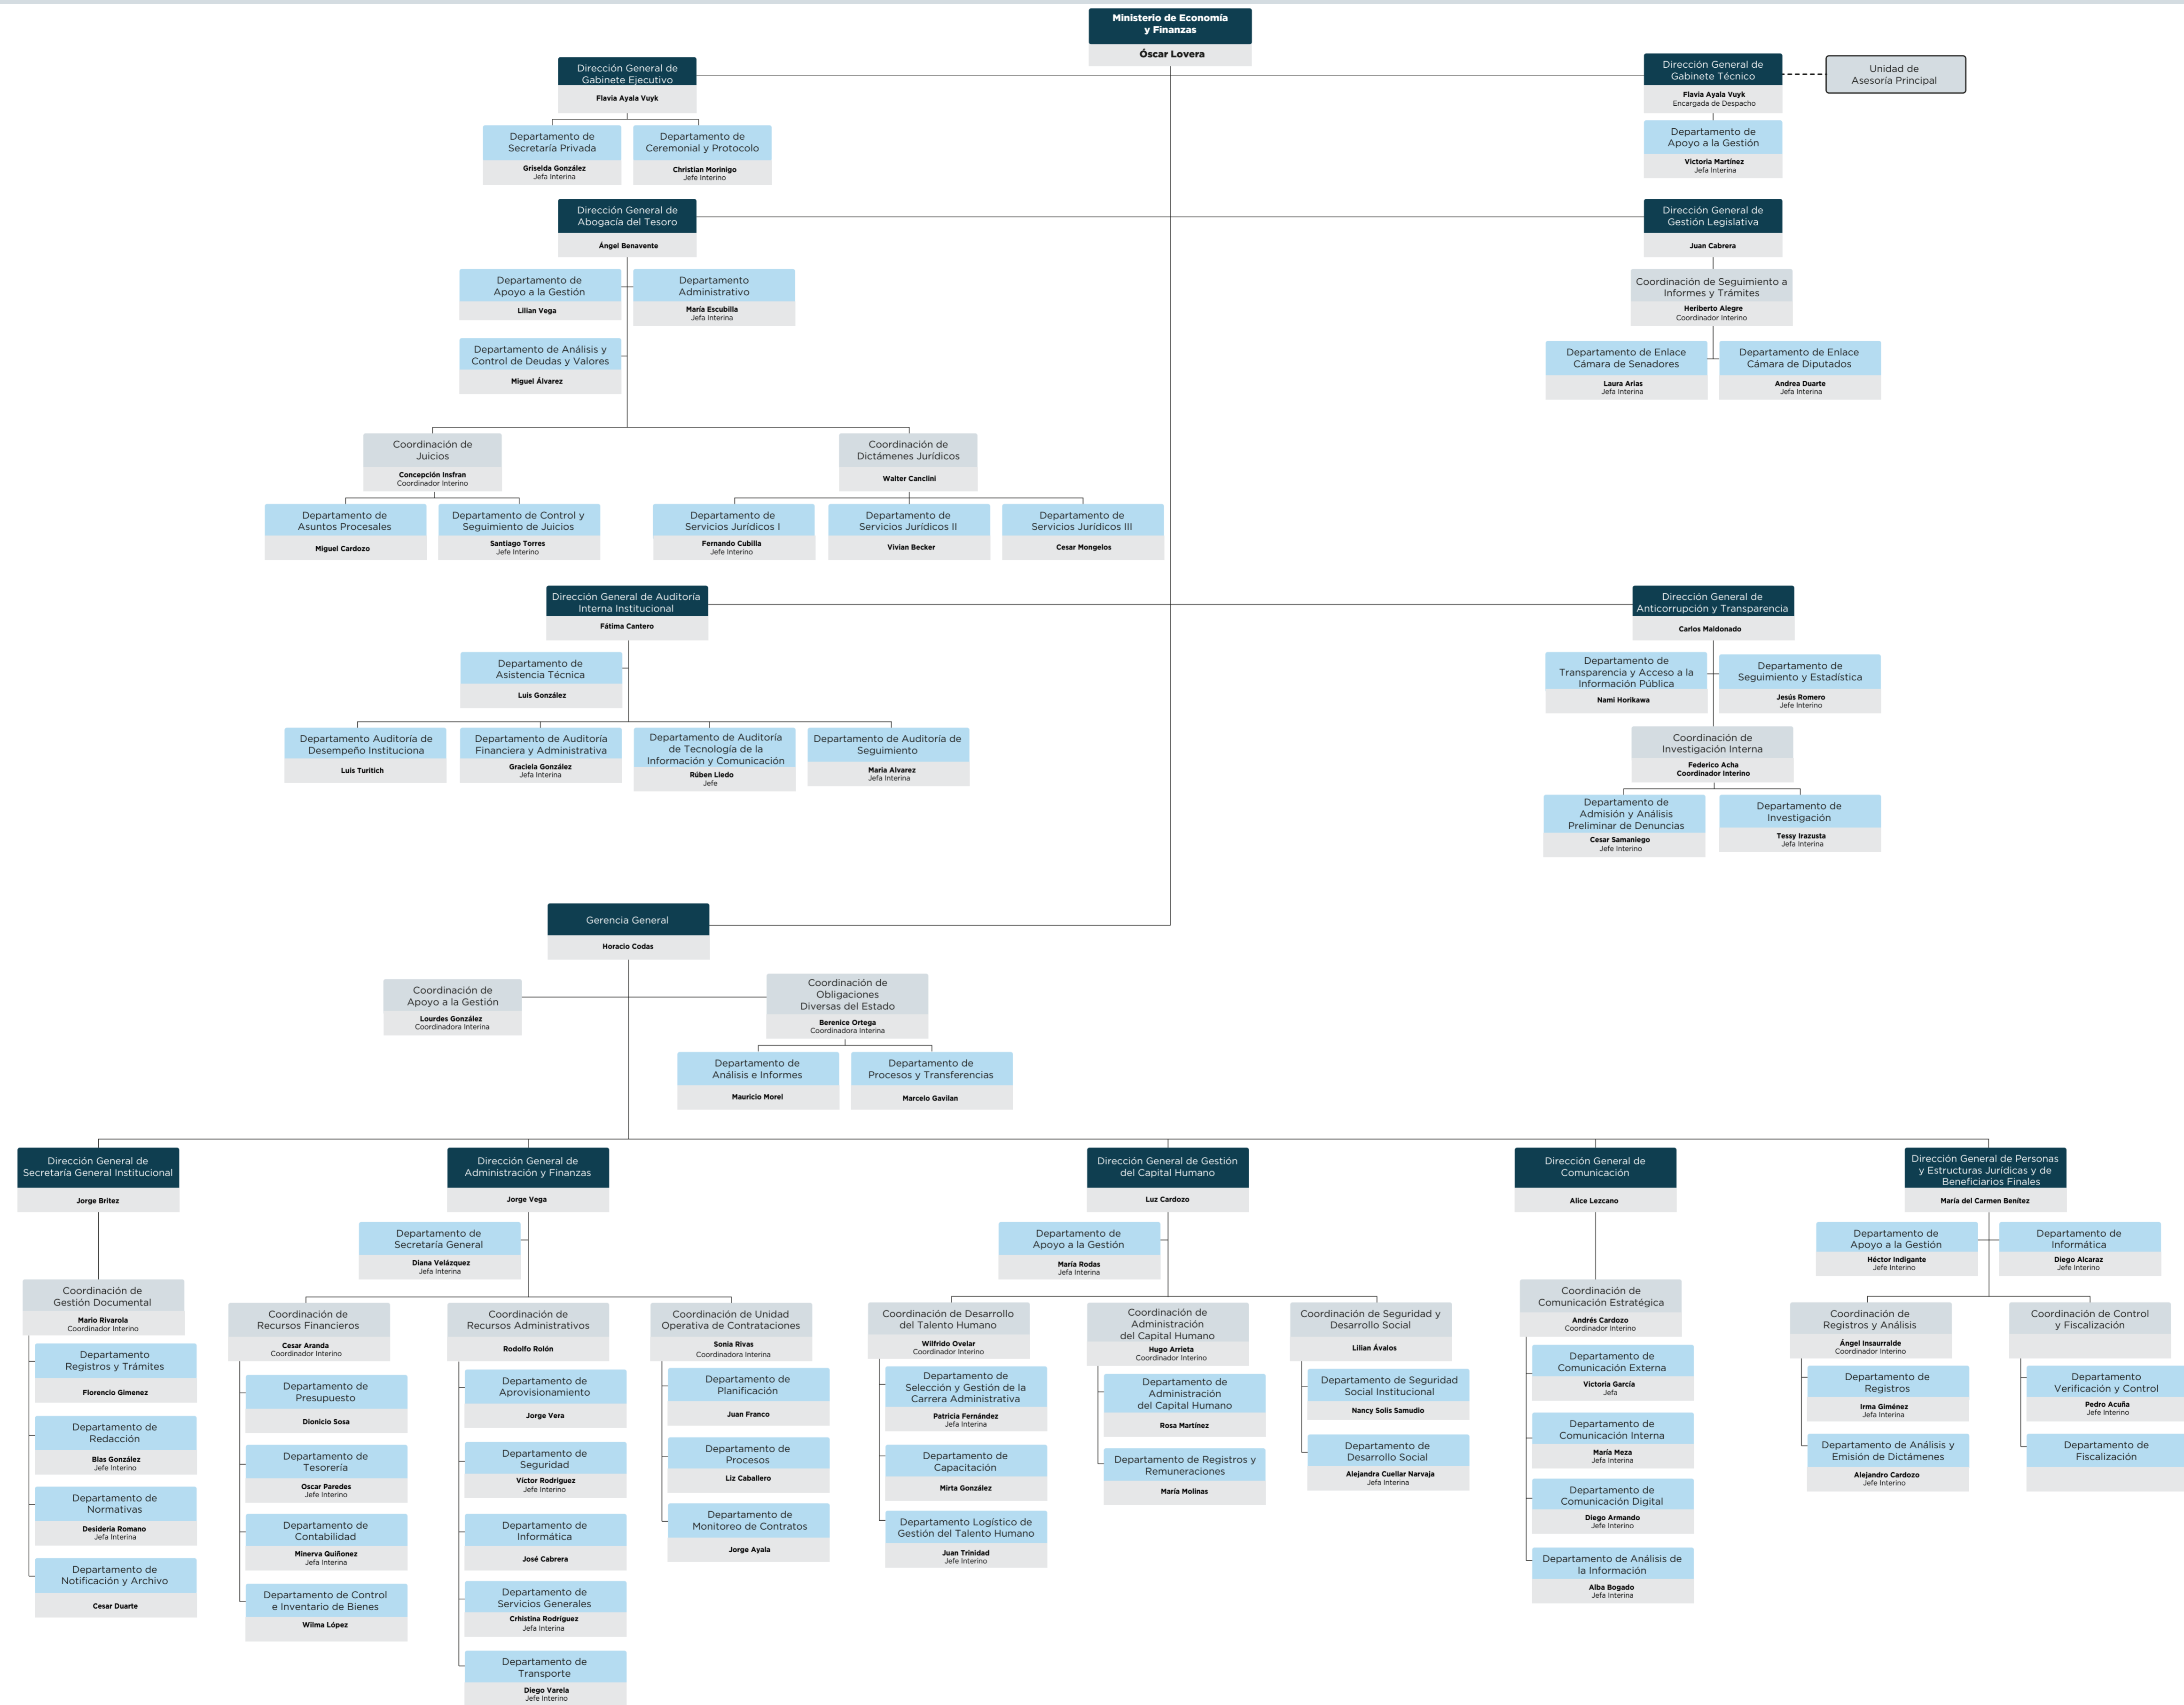 Ministerio de Economía
y Finanzas
Óscar Lovera
Dirección General de
Gabinete Ejecutivo
Flavia Ayala Vuyk
Dirección General de
Gabinete Técnico
Flavia Ayala Vuyk
Encargada de Despacho
Unidad de
Asesoría Principal
Departamento de
Secretaría Privada
Griselda González
Jefa Interina
Departamento de
Ceremonial y Protocolo
Christian Morinigo
Jefe Interino
Departamento de
Apoyo a la Gestión
Victoria Martínez
Jefa Interina
Dirección General de
Abogacía del Tesoro
Ángel Benavente
Dirección General de
Gestión Legislativa
Juan Cabrera
Departamento de
Apoyo a la Gestión
Lilian Vega
Departamento
Administrativo
María Escubilla
Jefa Interina
Coordinación de Seguimiento a
Informes y Trámites
Heriberto Alegre
Coordinador Interino
Departamento de Análisis y
Control de Deudas y Valores
Miguel Álvarez
Departamento de Enlace
Cámara de Senadores
Laura Arias
Jefa Interina
Departamento de Enlace
Cámara de Diputados
Andrea Duarte
Jefa Interina
Coordinación de
Juicios
Concepción Insfran
Coordinador Interino
Coordinación de
Dictámenes Jurídicos
Walter Canclini
Departamento de
Asuntos Procesales
Miguel Cardozo
Departamento de Control y
Seguimiento de Juicios
Santiago Torres
Jefe Interino
Departamento de
Servicios Jurídicos I
Fernando Cubilla
Jefe Interino
Departamento de
Servicios Jurídicos II
Vivian Becker
Departamento de
Servicios Jurídicos III
Cesar Mongelos
Dirección General de Auditoría
Interna Institucional
Fátima Cantero
Dirección General de
Anticorrupción y Transparencia
Carlos Maldonado
Departamento de
Asistencia Técnica
Luis González
Departamento de
Transparencia y Acceso a la
Información Pública
Nami Horikawa
Departamento de
Seguimiento y Estadística
Jesús Romero
Jefe Interino
Departamento Auditoría de
Desempeño Instituciona
Luis Turitich
Departamento de Auditoría
Financiera y Administrativa
Graciela González
Jefa Interina
Departamento de Auditoría
de Tecnología de la
Información y Comunicación
Rúben Lledo
Jefe
Departamento de Auditoría de
Seguimiento
Maria Alvarez
Jefa Interina
Coordinación de
Investigación Interna
Federico Acha
Coordinador Interino
Departamento de
Admisión y Análisis
Preliminar de Denuncias
Cesar Samaniego
Jefe Interino
Departamento de
Investigación
Tessy Irazusta
Jefa Interina
Gerencia General
Horacio Codas
Coordinación de
Apoyo a la Gestión
Lourdes González
Coordinadora Interina
Coordinación de
Obligaciones
Diversas del Estado
Berenice Ortega
Coordinadora Interina
Departamento de
Análisis e Informes
Mauricio Morel
Departamento de
Procesos y Transferencias
Marcelo Gavilan
Dirección General de
Secretaría General Institucional
Jorge Britez
Dirección General de
Administración y Finanzas
Jorge Vega
Dirección General de Gestión
del Capital Humano
Luz Cardozo
Dirección General de
Comunicación
Alice Lezcano
Dirección General de Personas
y Estructuras Jurídicas y de
Beneficiarios Finales
María del Carmen Benítez
Departamento de
Secretaría General
Diana Velázquez
Jefa Interina
Departamento de
Apoyo a la Gestión
María Rodas
Jefa Interina
Departamento de
Apoyo a la Gestión
Héctor Indigante
Jefe Interino
Departamento de
Informática
Diego Alcaraz
Jefe Interino
Coordinación de
Gestión Documental
Mario Rivarola
Coordinador Interino
Departamento
Registros y Trámites
Florencio Gimenez
Departamento de
Redacción
Blas González
Jefe Interino
Departamento de
Normativas
Desideria Romano
Jefa Interina
Departamento de
Notificación y Archivo
Cesar Duarte
Coordinación de
Recursos Financieros
Cesar Aranda
Coordinador Interino
Departamento de
Presupuesto
Dionicio Sosa
Departamento de
Tesorería
Oscar Paredes
Jefe Interino
Departamento de
Contabilidad
Minerva Quiñonez
Jefa Interina
Departamento de Control
e Inventario de Bienes
Wilma López
Coordinación de
Recursos Administrativos
Rodolfo Rolón
Departamento de
Aprovisionamiento
Jorge Vera
Departamento de
Seguridad
Víctor Rodriguez
Jefe Interino
Departamento de
Informática
José Cabrera
Departamento de
Servicios Generales
Crhistina Rodríguez
Jefa Interina
Departamento de
Transporte
Diego Varela
Jefe Interino
Coordinación de Unidad
Operativa de Contrataciones
Sonia Rivas
Coordinadora Interina
Departamento de
Planificación
Juan Franco
Departamento de
Procesos
Liz Caballero
Departamento de
Monitoreo de Contratos
Jorge Ayala
Coordinación de Desarrollo
del Talento Humano
Wilfrido Ovelar
Coordinador Interino
Departamento de
Selección y Gestión de la
Carrera Administrativa
Patricia Fernández
Jefa Interina
Departamento de
Capacitación
Mirta González
Departamento Logístico de
Gestión del Talento Humano
Juan Trinidad
Jefe Interino
Coordinación de
Administración
del Capital Humano
Hugo Arrieta
Coordinador Interino
Departamento de
Administración
del Capital Humano
Rosa Martínez
Departamento de Registros y
Remuneraciones
María Molinas
Coordinación de Seguridad y
Desarrollo Social
Lilian Ávalos
Departamento de Seguridad
Social Institucional
Nancy Solis Samudio
Departamento de
Desarrollo Social
Alejandra Cuellar Narvaja
Jefa Interina
Coordinación de
Comunicación Estratégica
Andrés Cardozo
Coordinador Interino
Departamento de
Comunicación Externa
Victoria García
Jefa
Departamento de
Comunicación Interna
María Meza
Jefa Interina
Departamento de
Comunicación Digital
Diego Armando
Jefe Interino
Departamento de Análisis de
la Información
Alba Bogado
Jefa Interina
Coordinación de
Registros y Análisis
Ángel Insaurralde
Coordinador Interino
Departamento de
Registros
Irma Giménez
Jefa Interina
Departamento de Análisis y
Emisión de Dictámenes
Alejandro Cardozo
Jefe Interino
Coordinación de Control
y Fiscalización
Departamento
Verificación y Control
Pedro Acuña
Jefe Interino
Departamento de
Fiscalización